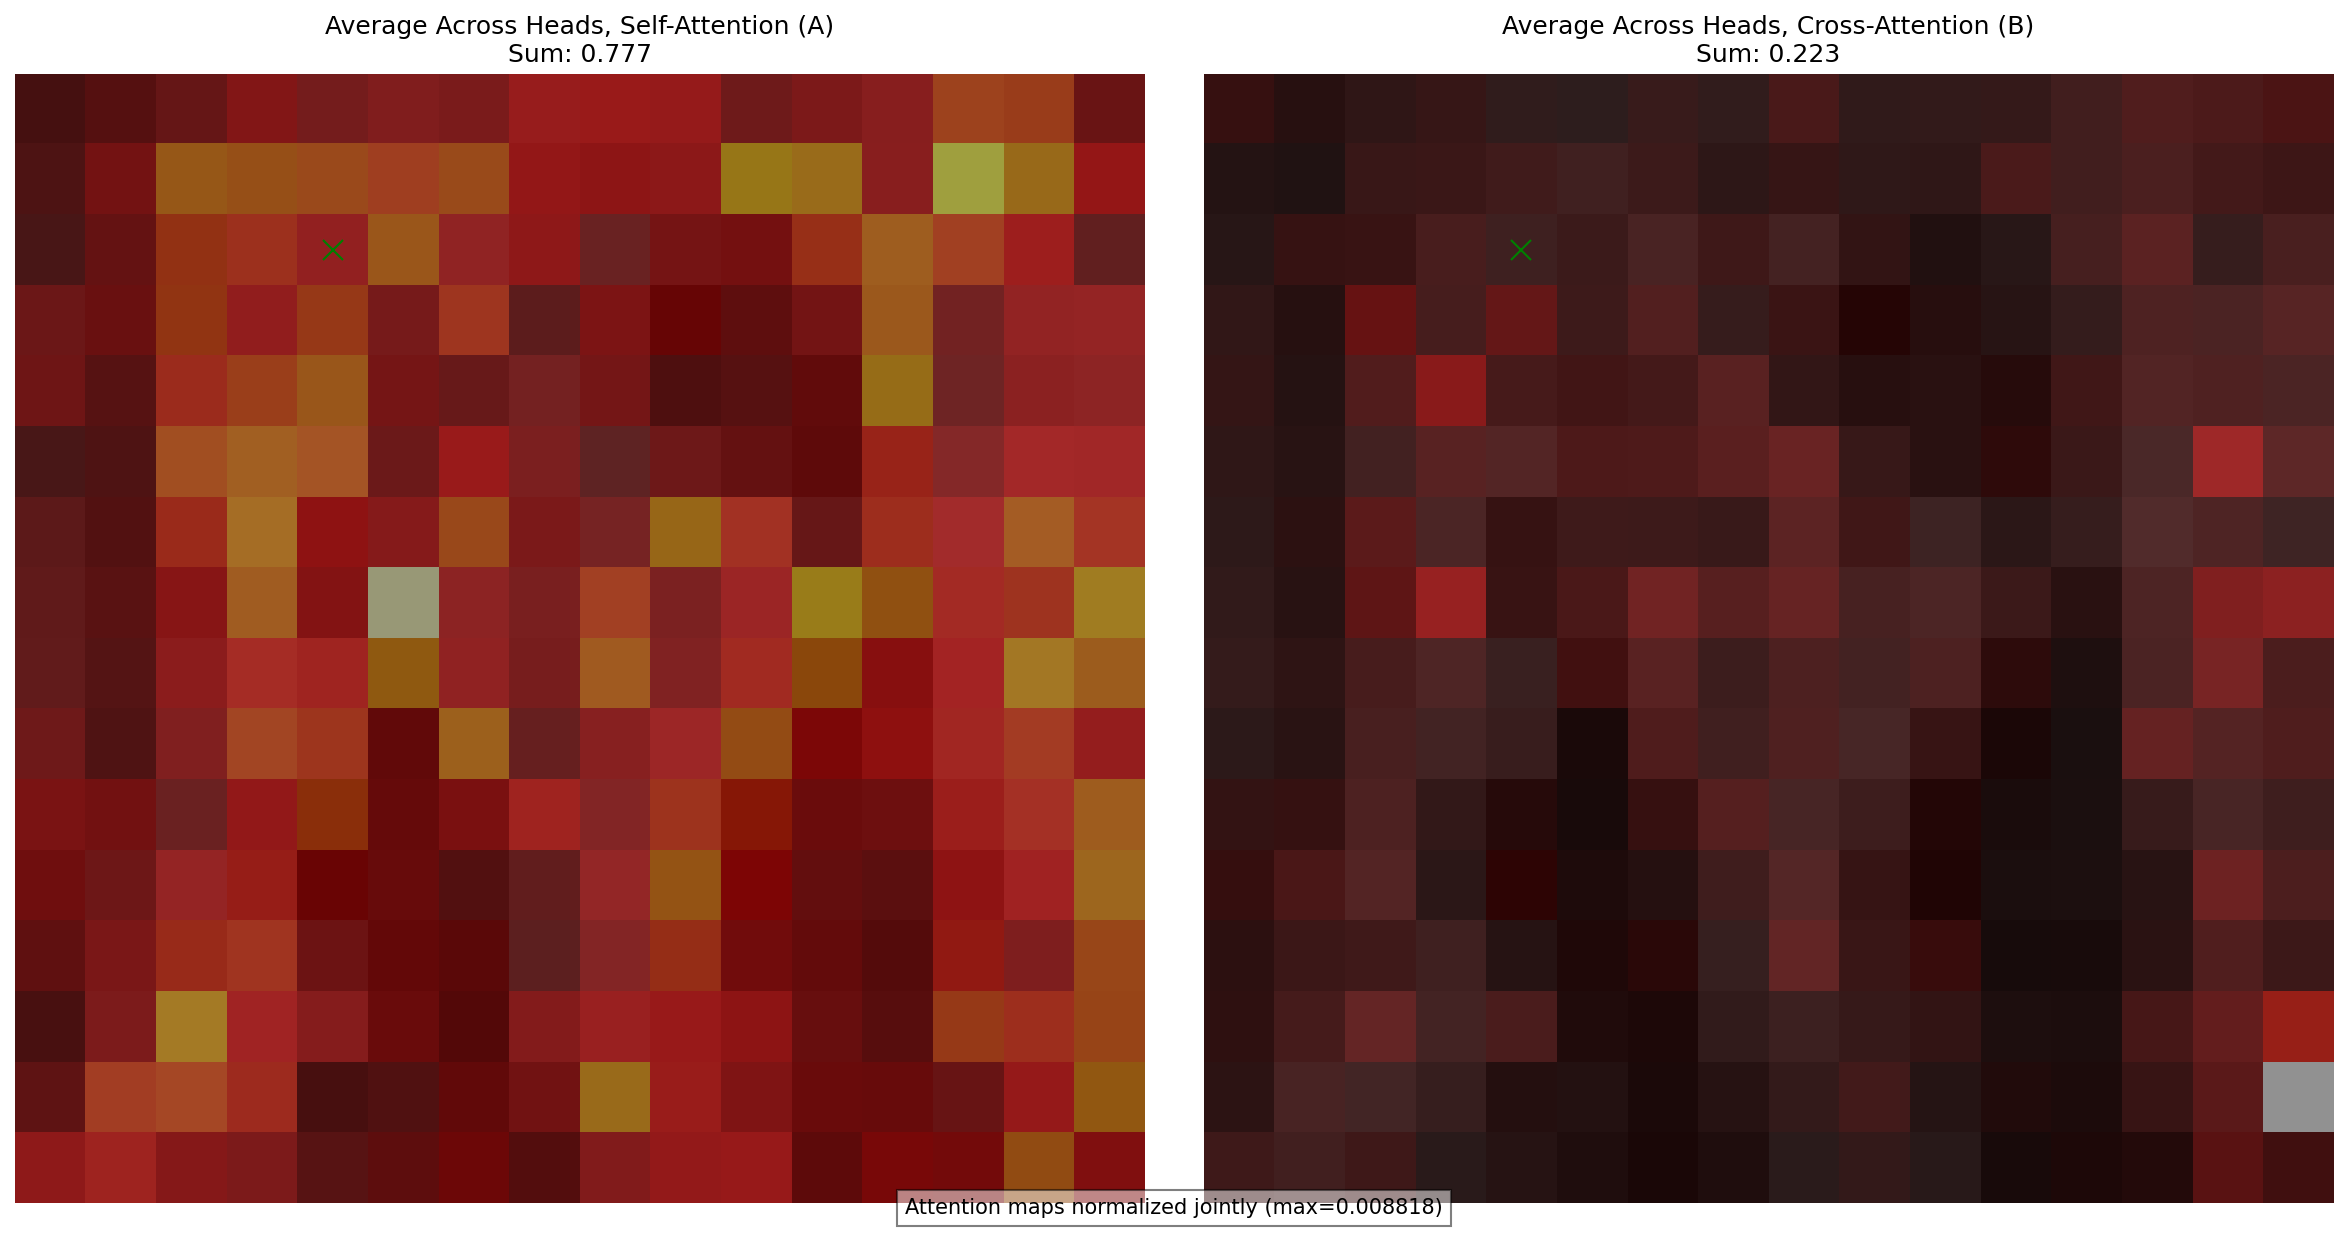 Average Across Heads, Self-Attention (A)
Sum: 0.777
Average Across Heads, Cross-Attention (B)
Sum: 0.223
Attention maps normalized jointly (max=0.008818)